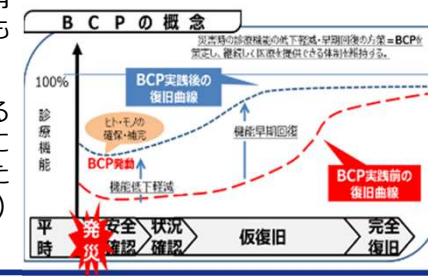 BCPの概念
災害時の診療機能の低下軽減・早期回復の方策=BCPを
策定し、継続しく医療を提供できる体制を維持する。
100%
診療機能
BCP実践後の
復旧曲線
ヒト・モノの
確保・補完
BCP発動
機能低下軽減
機能早期回復
BCP実践前の
復旧曲線
平時
発災
安全確認
状況確認
仮復旧
完全復旧
る
に
た
)